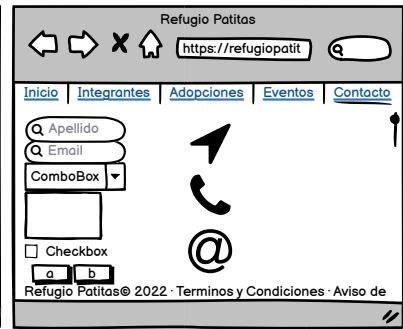 Refugio Patitas
https://refugiopatit
Inicio Integrantes Adopciones Eventos Contacto
Apellido
Email
ComboBox
@
Checkbox
a b
Refugio Patitas© 2022 · Terminos y Condiciones · Aviso de